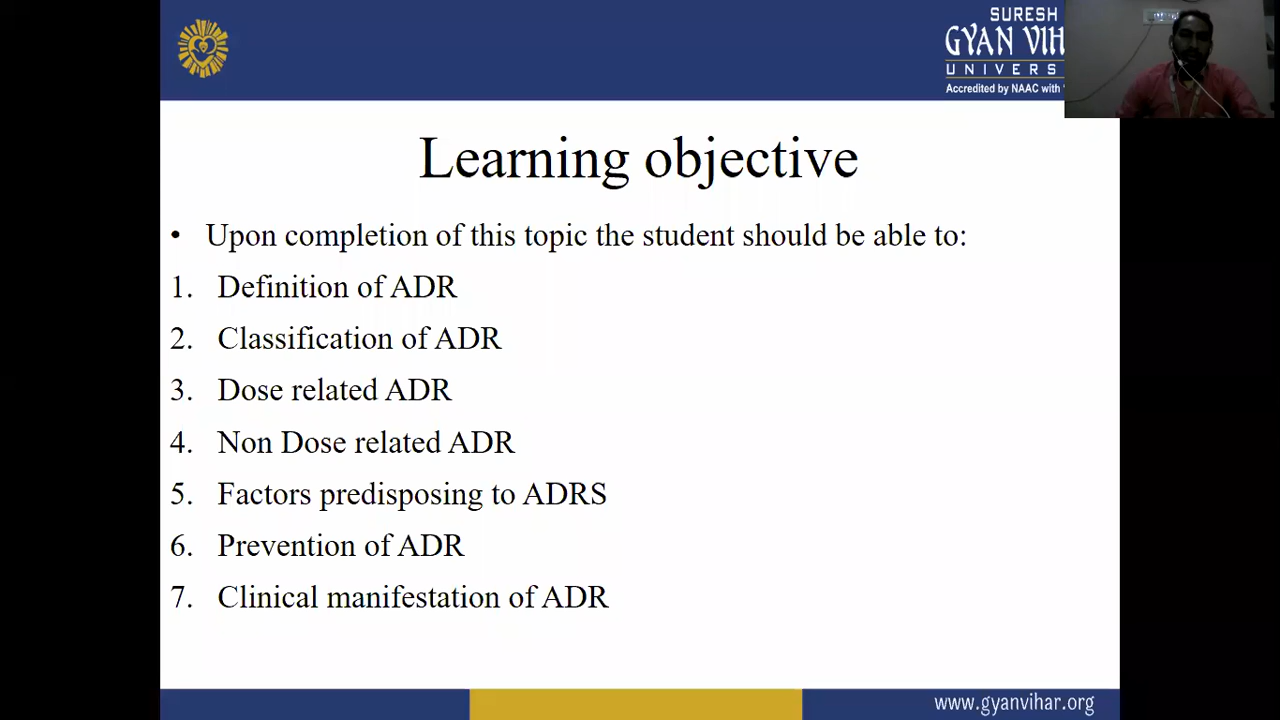 SURESH
GYAN VIH
UNIVERS
Accredited by NAAC with
Learning objective
• Upon completion of this topic the student should be able to:
1. Definition of ADR
2. Classification of ADR
3. Dose related ADR
4. Non Dose related ADR
5. Factors predisposing to ADRS
6. Prevention of ADR
7. Clinical manifestation of ADR
www.gyanvihar.org